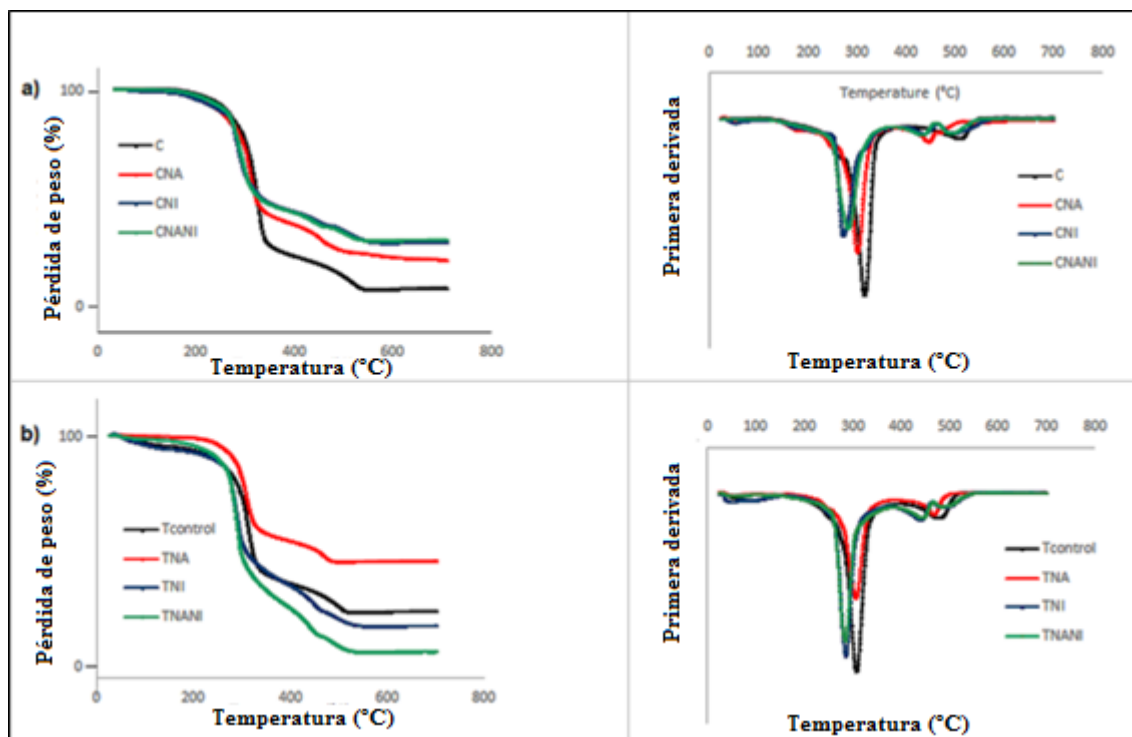 a)
Pérdida de peso (%)
100
0
C
CNA
CNI
CNANI
0 200 400 600 800
Temperatura (°C)
0 100 200 300 400 500 600 700 800
Temperature (°C)
Primera derivada
C
CNA
CNI
CNANI
Temperatura (°C)
b)
Pérdida de peso (%)
100
0
Tcontrol
TNA
TNI
TNANI
0 200 400 600 800
Temperatura (°C)
0 100 200 300 400 500 600 700 800
Primera derivada
Tcontrol
TNA
TNI
TNANI
Temperatura (°C)